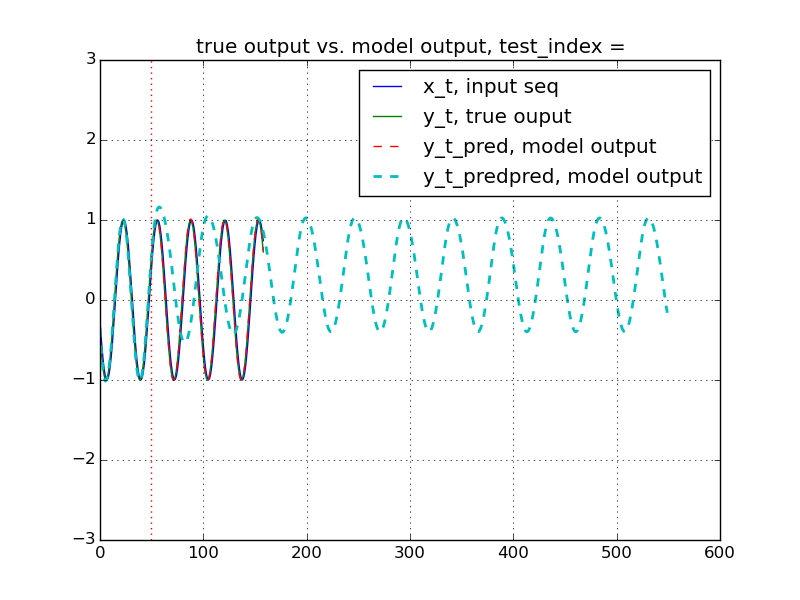 true output vs. model output, test_index =
x_t, input seq
y_t, true ouput
y_t_pred, model output
y_t_predpred, model output
3
2
1
0
−1
−2
−3
0 100 200 300 400 500 600